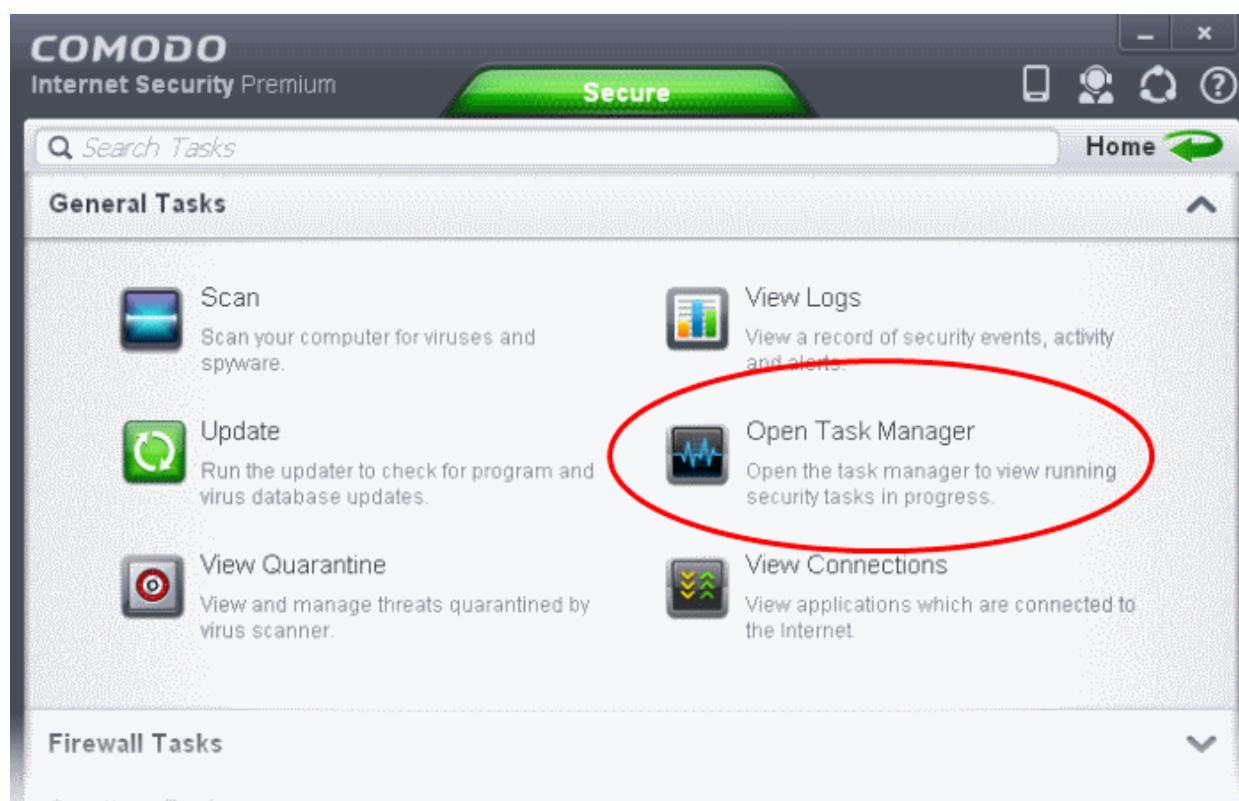 COMODO
Internet Security Premium
Secure
Search Tasks
Home
General Tasks
Scan
Scan your computer for viruses and
spyware.
View Logs
View a record of security events, activity
and alerts.
Update
Run the updater to check for program and
virus database updates.
Open Task Manager
Open the task manager to view running
security tasks in progress.
View Quarantine
View and manage threats quarantined by
virus scanner.
View Connections
View applications which are connected to
the Internet
Firewall Tasks